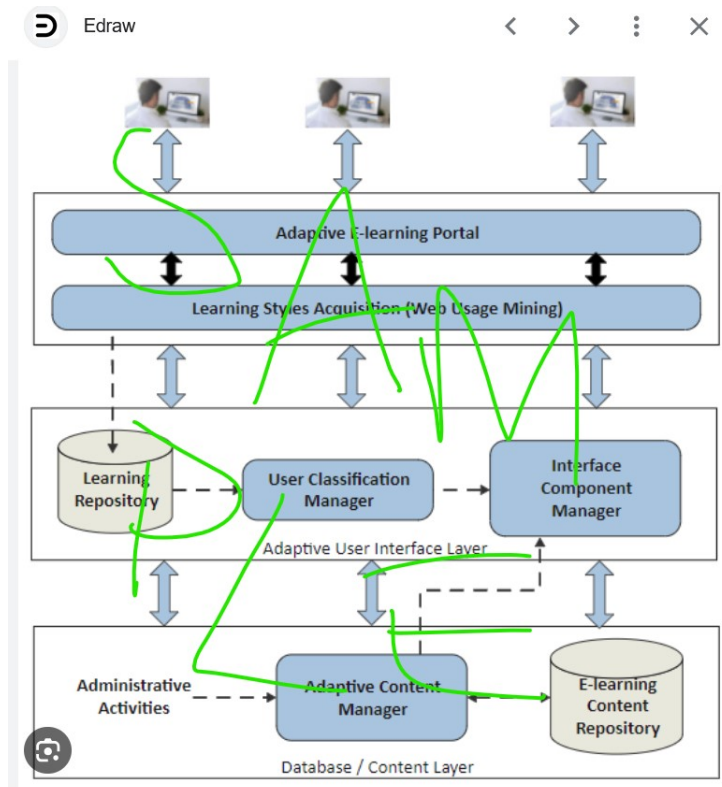 Edraw
Adaptive E-learning Portal
Learning Styles Acquisition (Web Usage Mining)
Learning
Repository
User Classification
Manager
Interface
Component
Manager
Adaptive User Interface Layer
Administrative
Activities
Adaptive Content
Manager
E-learning
Content
Repository
Database / Content Layer
SAMPLE